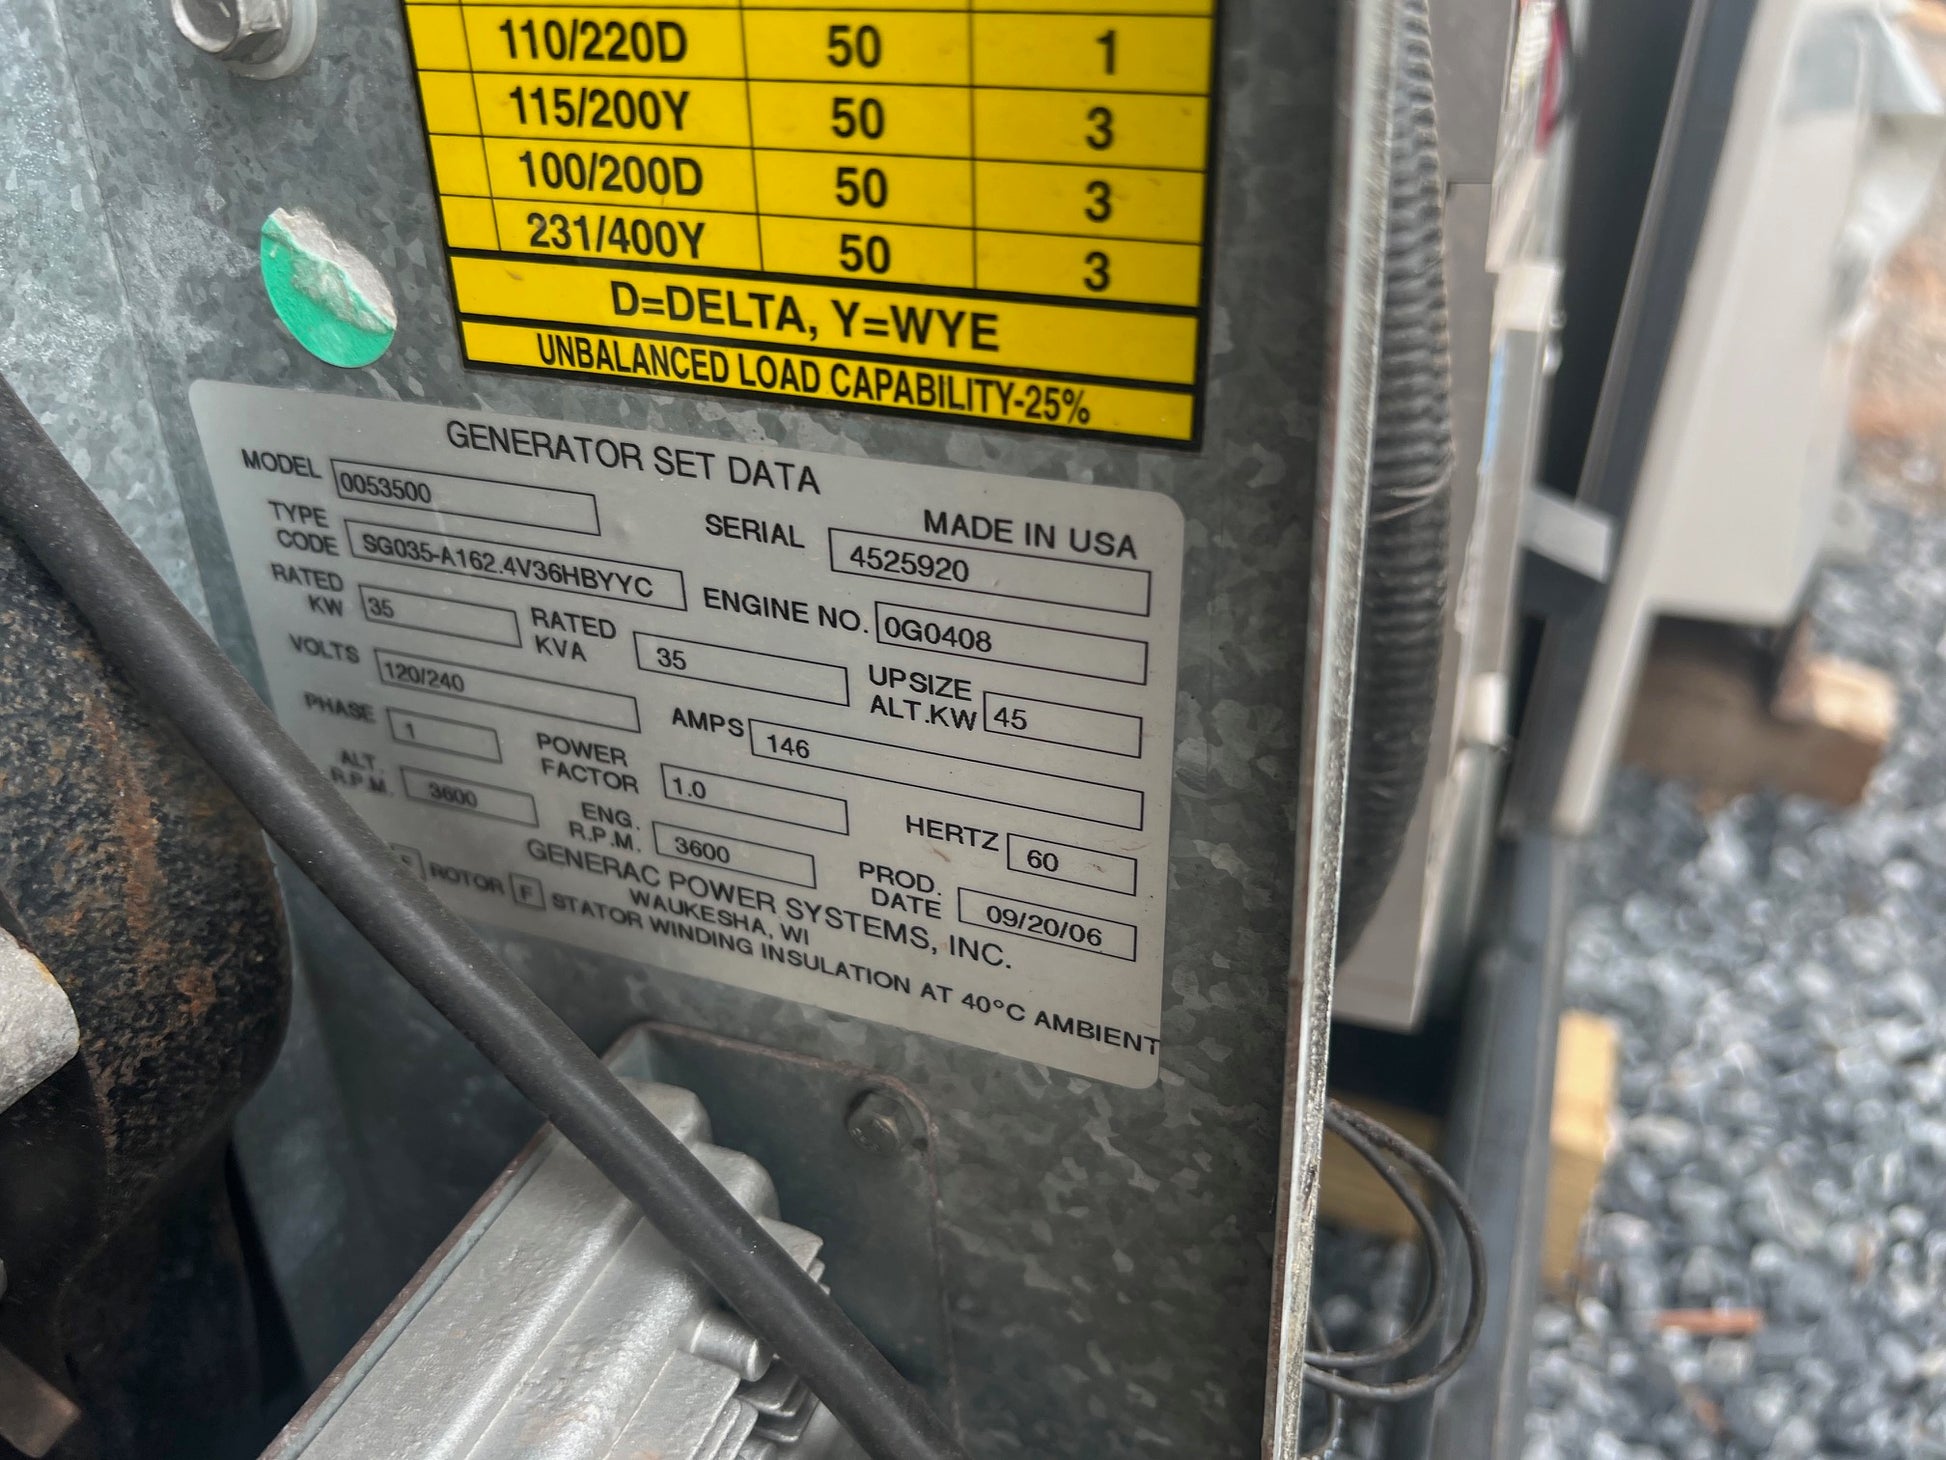 110/220D 50 1
115/200Y 50 3
100/200D 50 3
231/400Y 50 3
D=DELTA, Y=WYE
UNBALANCED LOAD CAPABILITY-25%
GENERATOR SET DATA
MADE IN USA
MODEL 0053500
SERIAL 4525920
TYPE CODE SG035-A162.4V36HBYYC
ENGINE NO. 0G0408
RATED KW 35
RATED KVA 35
UPSIZE ALT.KW 45
VOLTS 120/240
AMPS 146
PHASE 1
POWER FACTOR 1.0
HERTZ 60
ALT. R.P.M. 3600
ENG. R.P.M. 3600
PROD. DATE 09/20/06
GENERAC POWER SYSTEMS, INC.
WAUKESHA, WI
F ROTOR F STATOR WINDING INSULATION AT 40°C AMBIENT